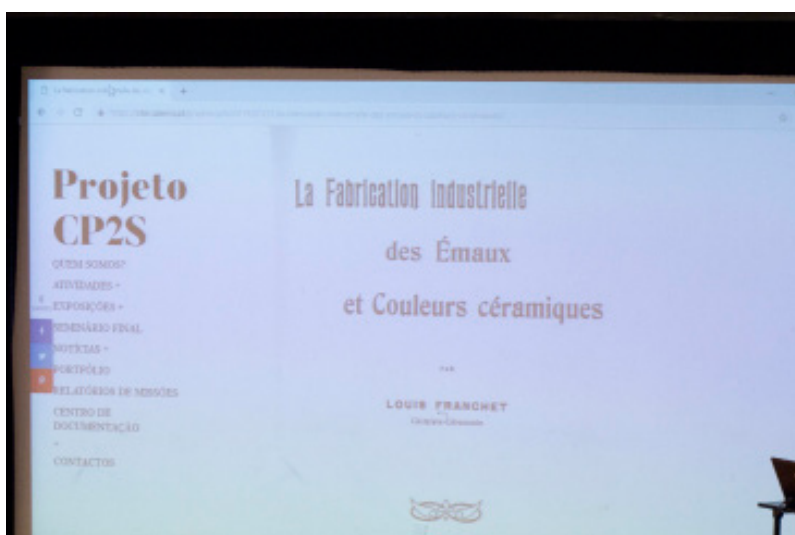 Projeto
CP2S
QUEM SOMOS?
ATIVIDADES
EXPOSIÇÕES
SEMINÁRIO FINAL
NOTÍCIAS
PORTFÓLIO
RELATÓRIOS DE MISSÕES
CENTRO DE
DOCUMENTAÇÃO
CONTACTOS
La Fabrication Industrielle
des Émaux
et Couleurs céramiques
PAR
LOUIS FRANCHET